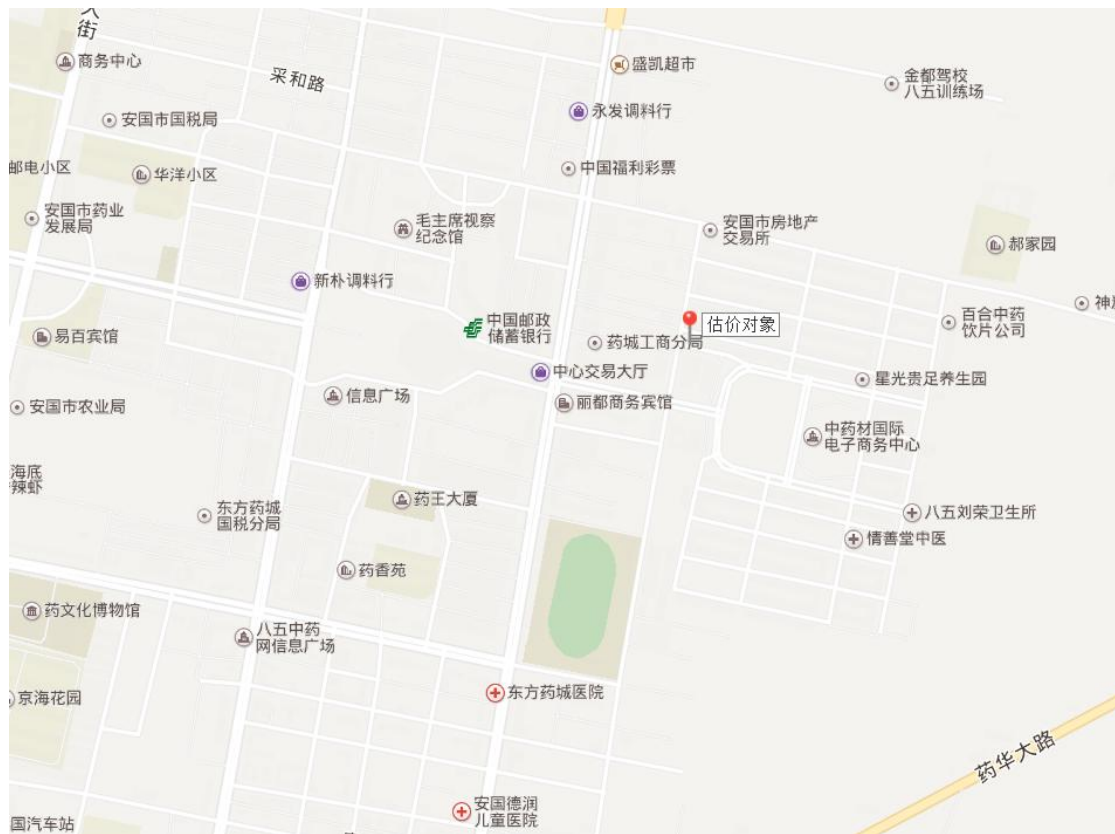 大街
商务中心
采和路
盛凯超市
金都驾校
八五训练场
安国市国税局
永发调料行
邮电小区
华洋小区
中国福利彩票
安国市药业
发展局
毛主席视察
纪念馆
安国市房地产
交易所
郝家园
新朴调料行
中国邮政
储蓄银行
估价对象
百合中药
饮片公司
易百宾馆
药城工商分局
中心交易大厅
星光贵足养生园
安国市农业局
信息广场
丽都商务宾馆
中药材国际
电子商务中心
海底
辣虾
东方药城
国税分局
药王大厦
八五刘荣卫生所
情善堂中医
药香苑
药文化博物馆
八五中药
网信息广场
京海花园
东方药城医院
药华大路
安国德润
儿童医院
国汽车站